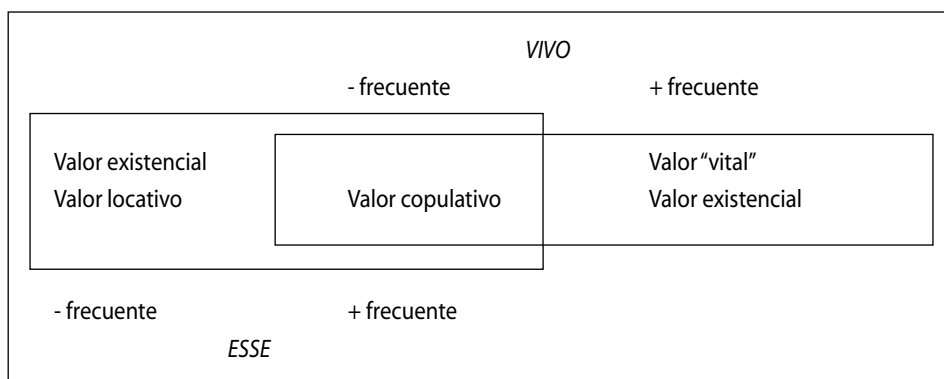 VIVO
- frecuente + frecuente
Valor existencial Valor “vital”
Valor locativo Valor copulativo Valor existencial
- frecuente + frecuente
ESSE